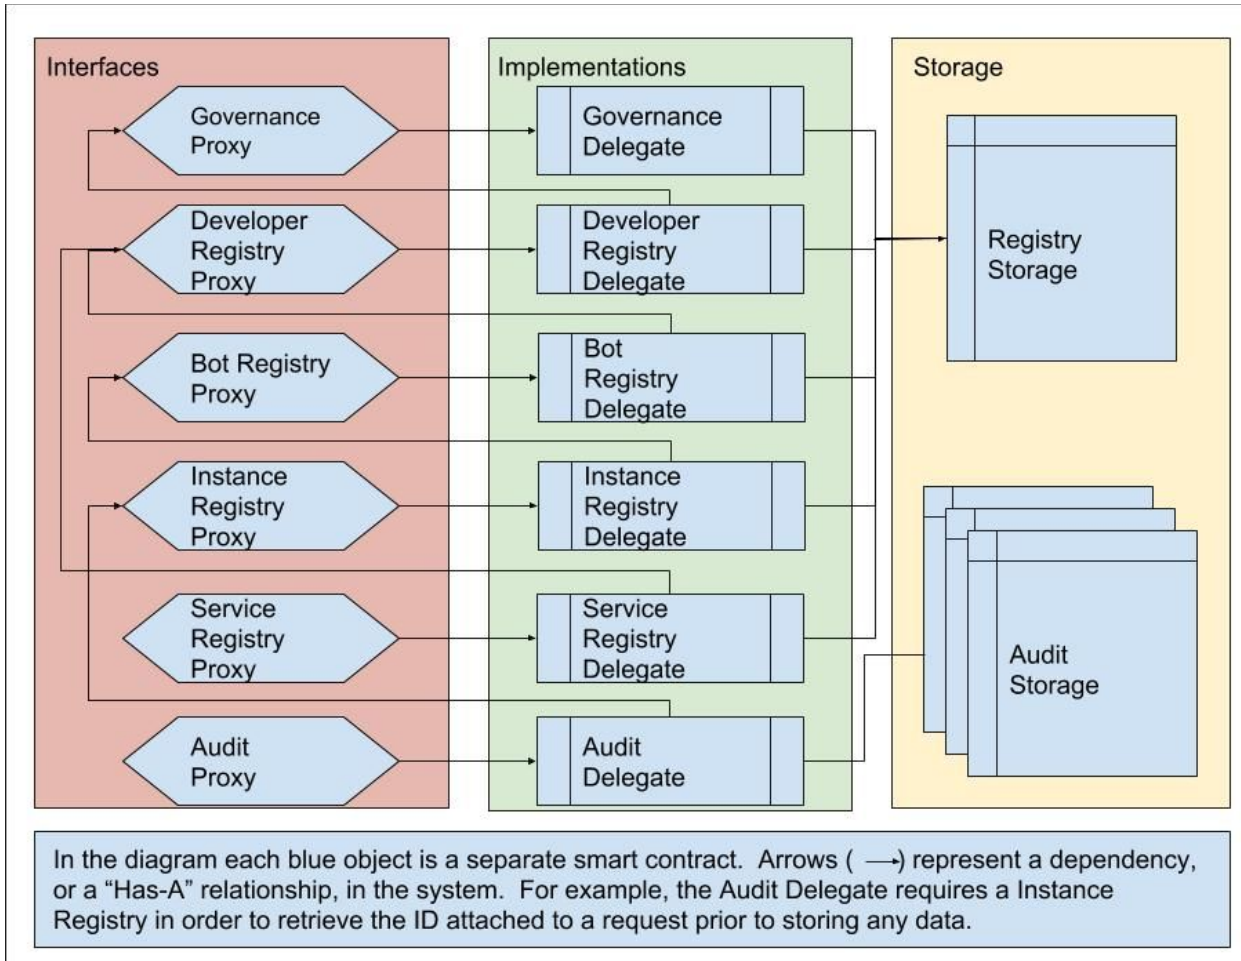 Interfaces
Implementations
Storage
Governance
Proxy
Governance
Delegate
Developer
Registry
Proxy
Developer
Registry
Delegate
Registry
Storage
Bot Registry
Proxy
Bot
Registry
Delegate
Instance
Registry
Proxy
Instance
Registry
Delegate
Service
Registry
Proxy
Service
Registry
Delegate
Audit
Storage
Audit
Proxy
Audit
Delegate
In the diagram each blue object is a separate smart contract. Arrows ( → ) represent a dependency,
or a “Has-A” relationship, in the system. For example, the Audit Delegate requires a Instance
Registry in order to retrieve the ID attached to a request prior to storing any data.